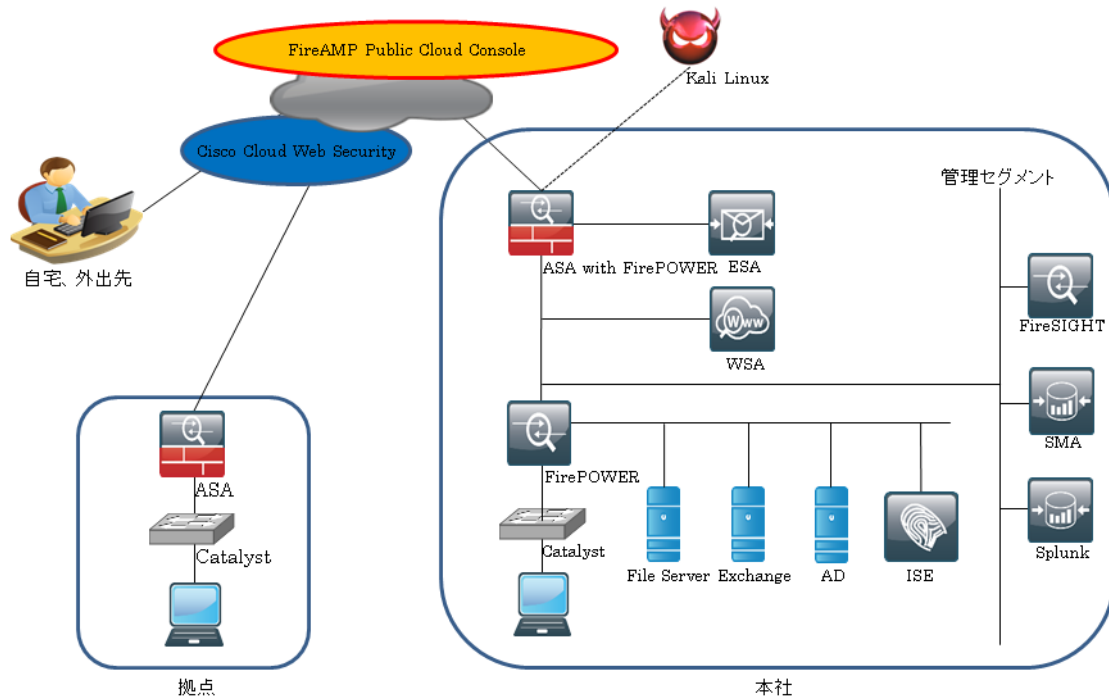 FireAMP Public Cloud Console
Kali Linux
Cisco Cloud Web Security
管理セグメント
自宅、外出先
ASA with FirePOWER
ESA
Www
WSA
FireSIGHT
SMA
ASA
FirePOWER
Catalyst
Catalyst
File Server
Exchange
AD
ISE
Splunk
拠点
本社